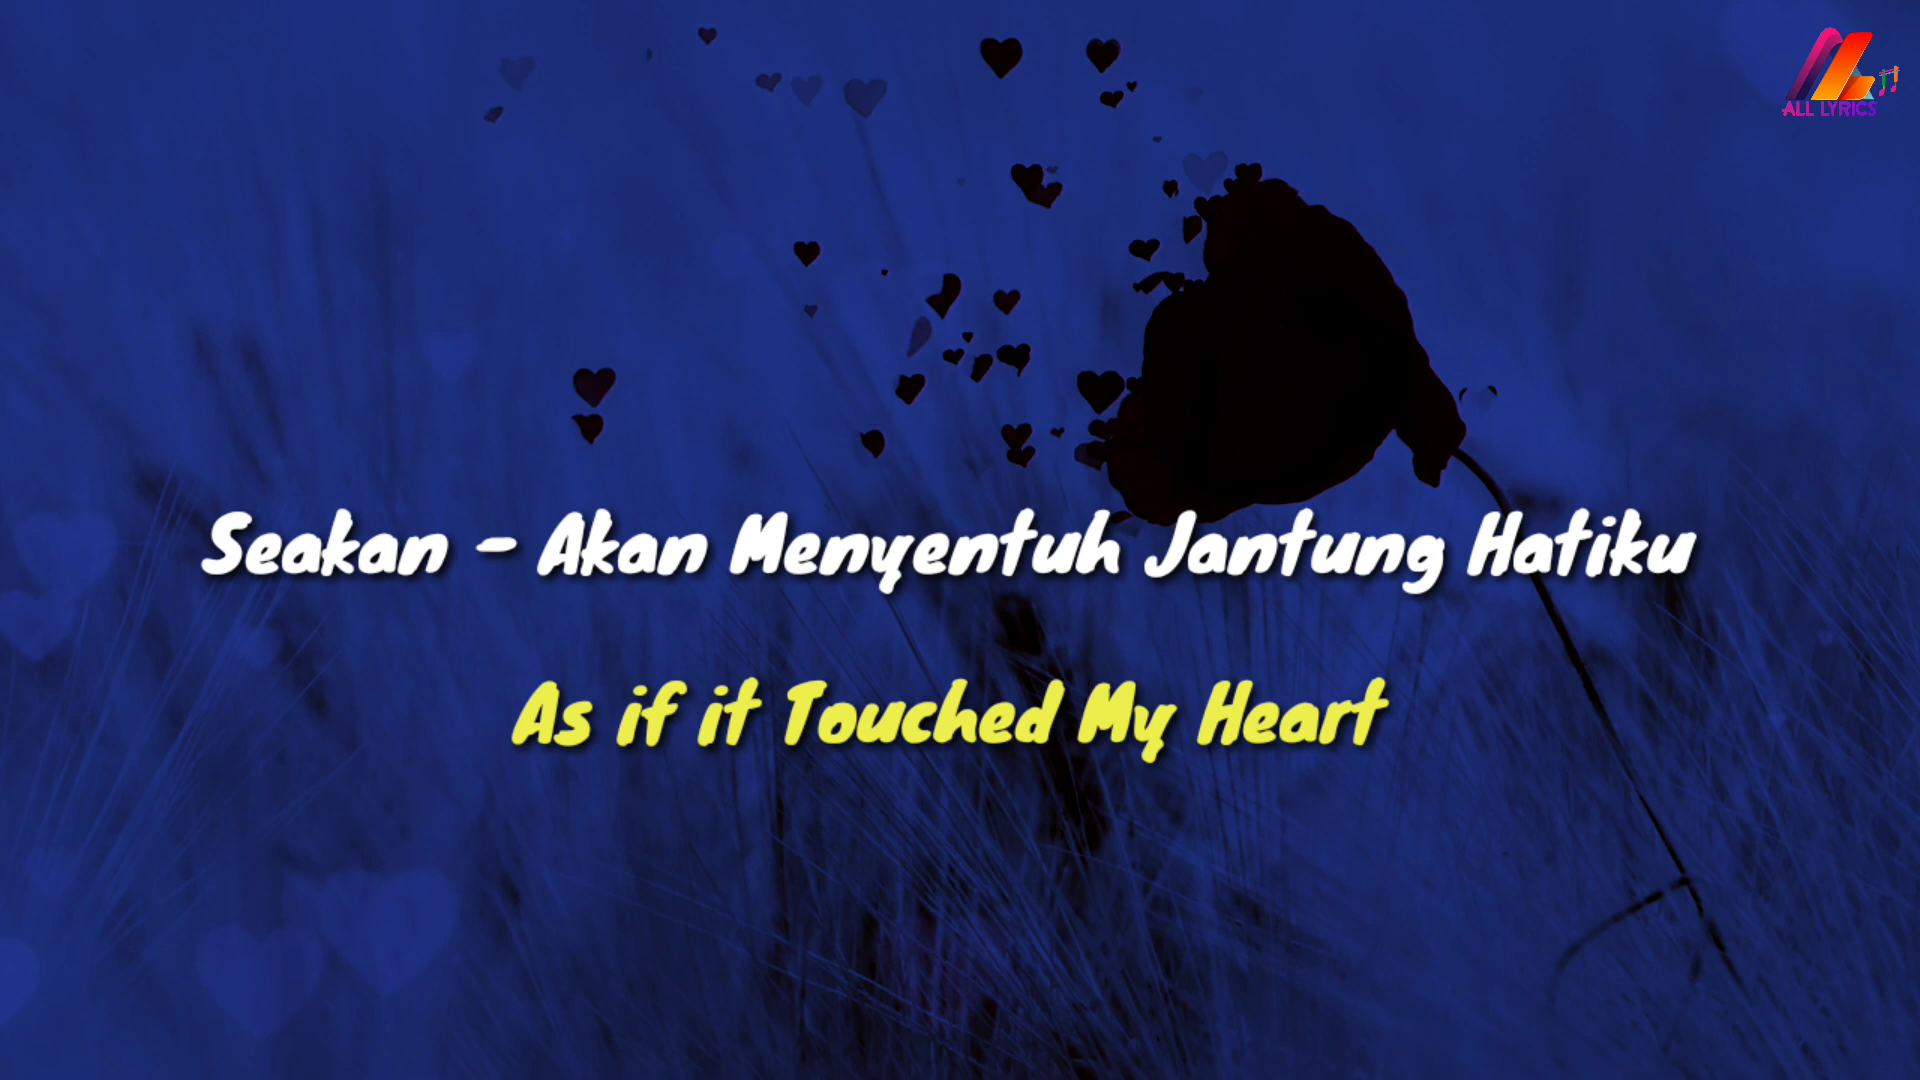 ALL LYRICS
Seakan - Akan Menyentuh Jantung Hatiku
As if it Touched My Heart